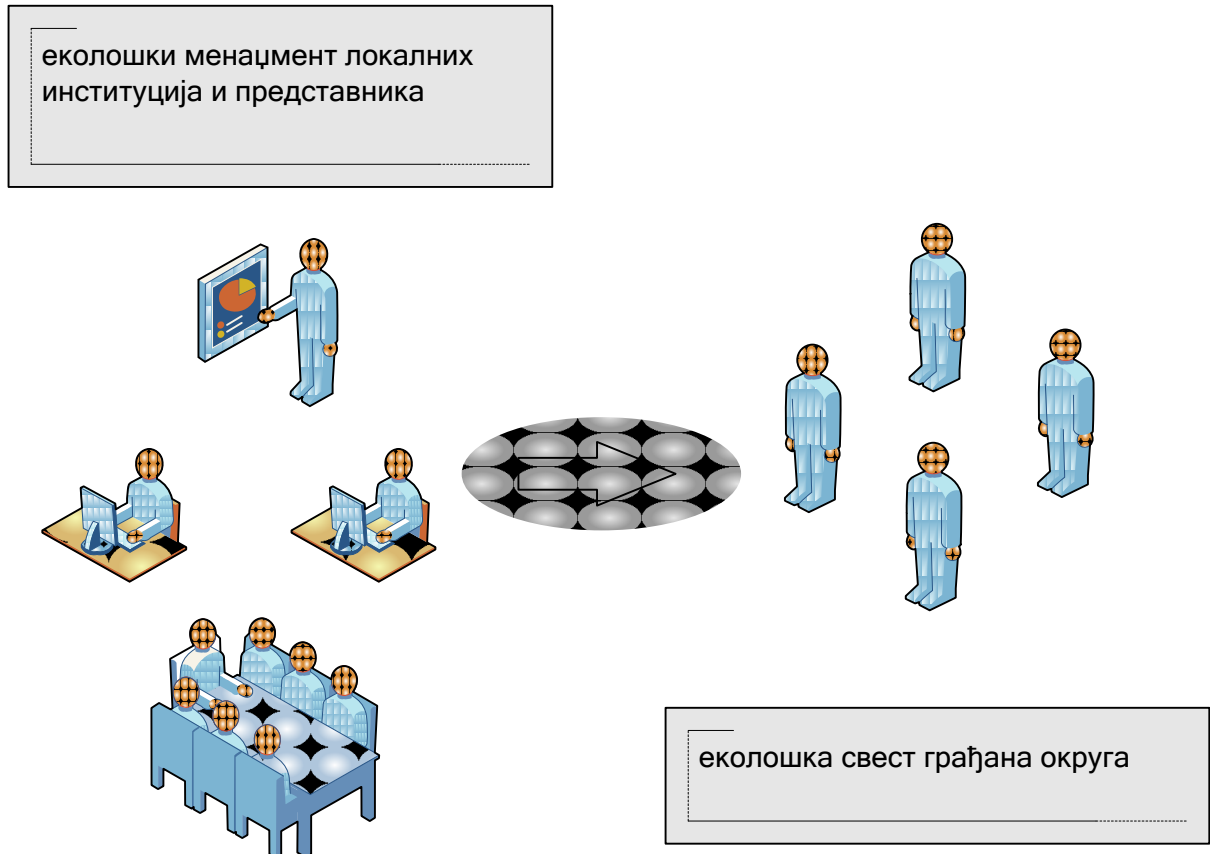 еколошки менаџмент локалних
институција и представника
еколошка свест грађана округа